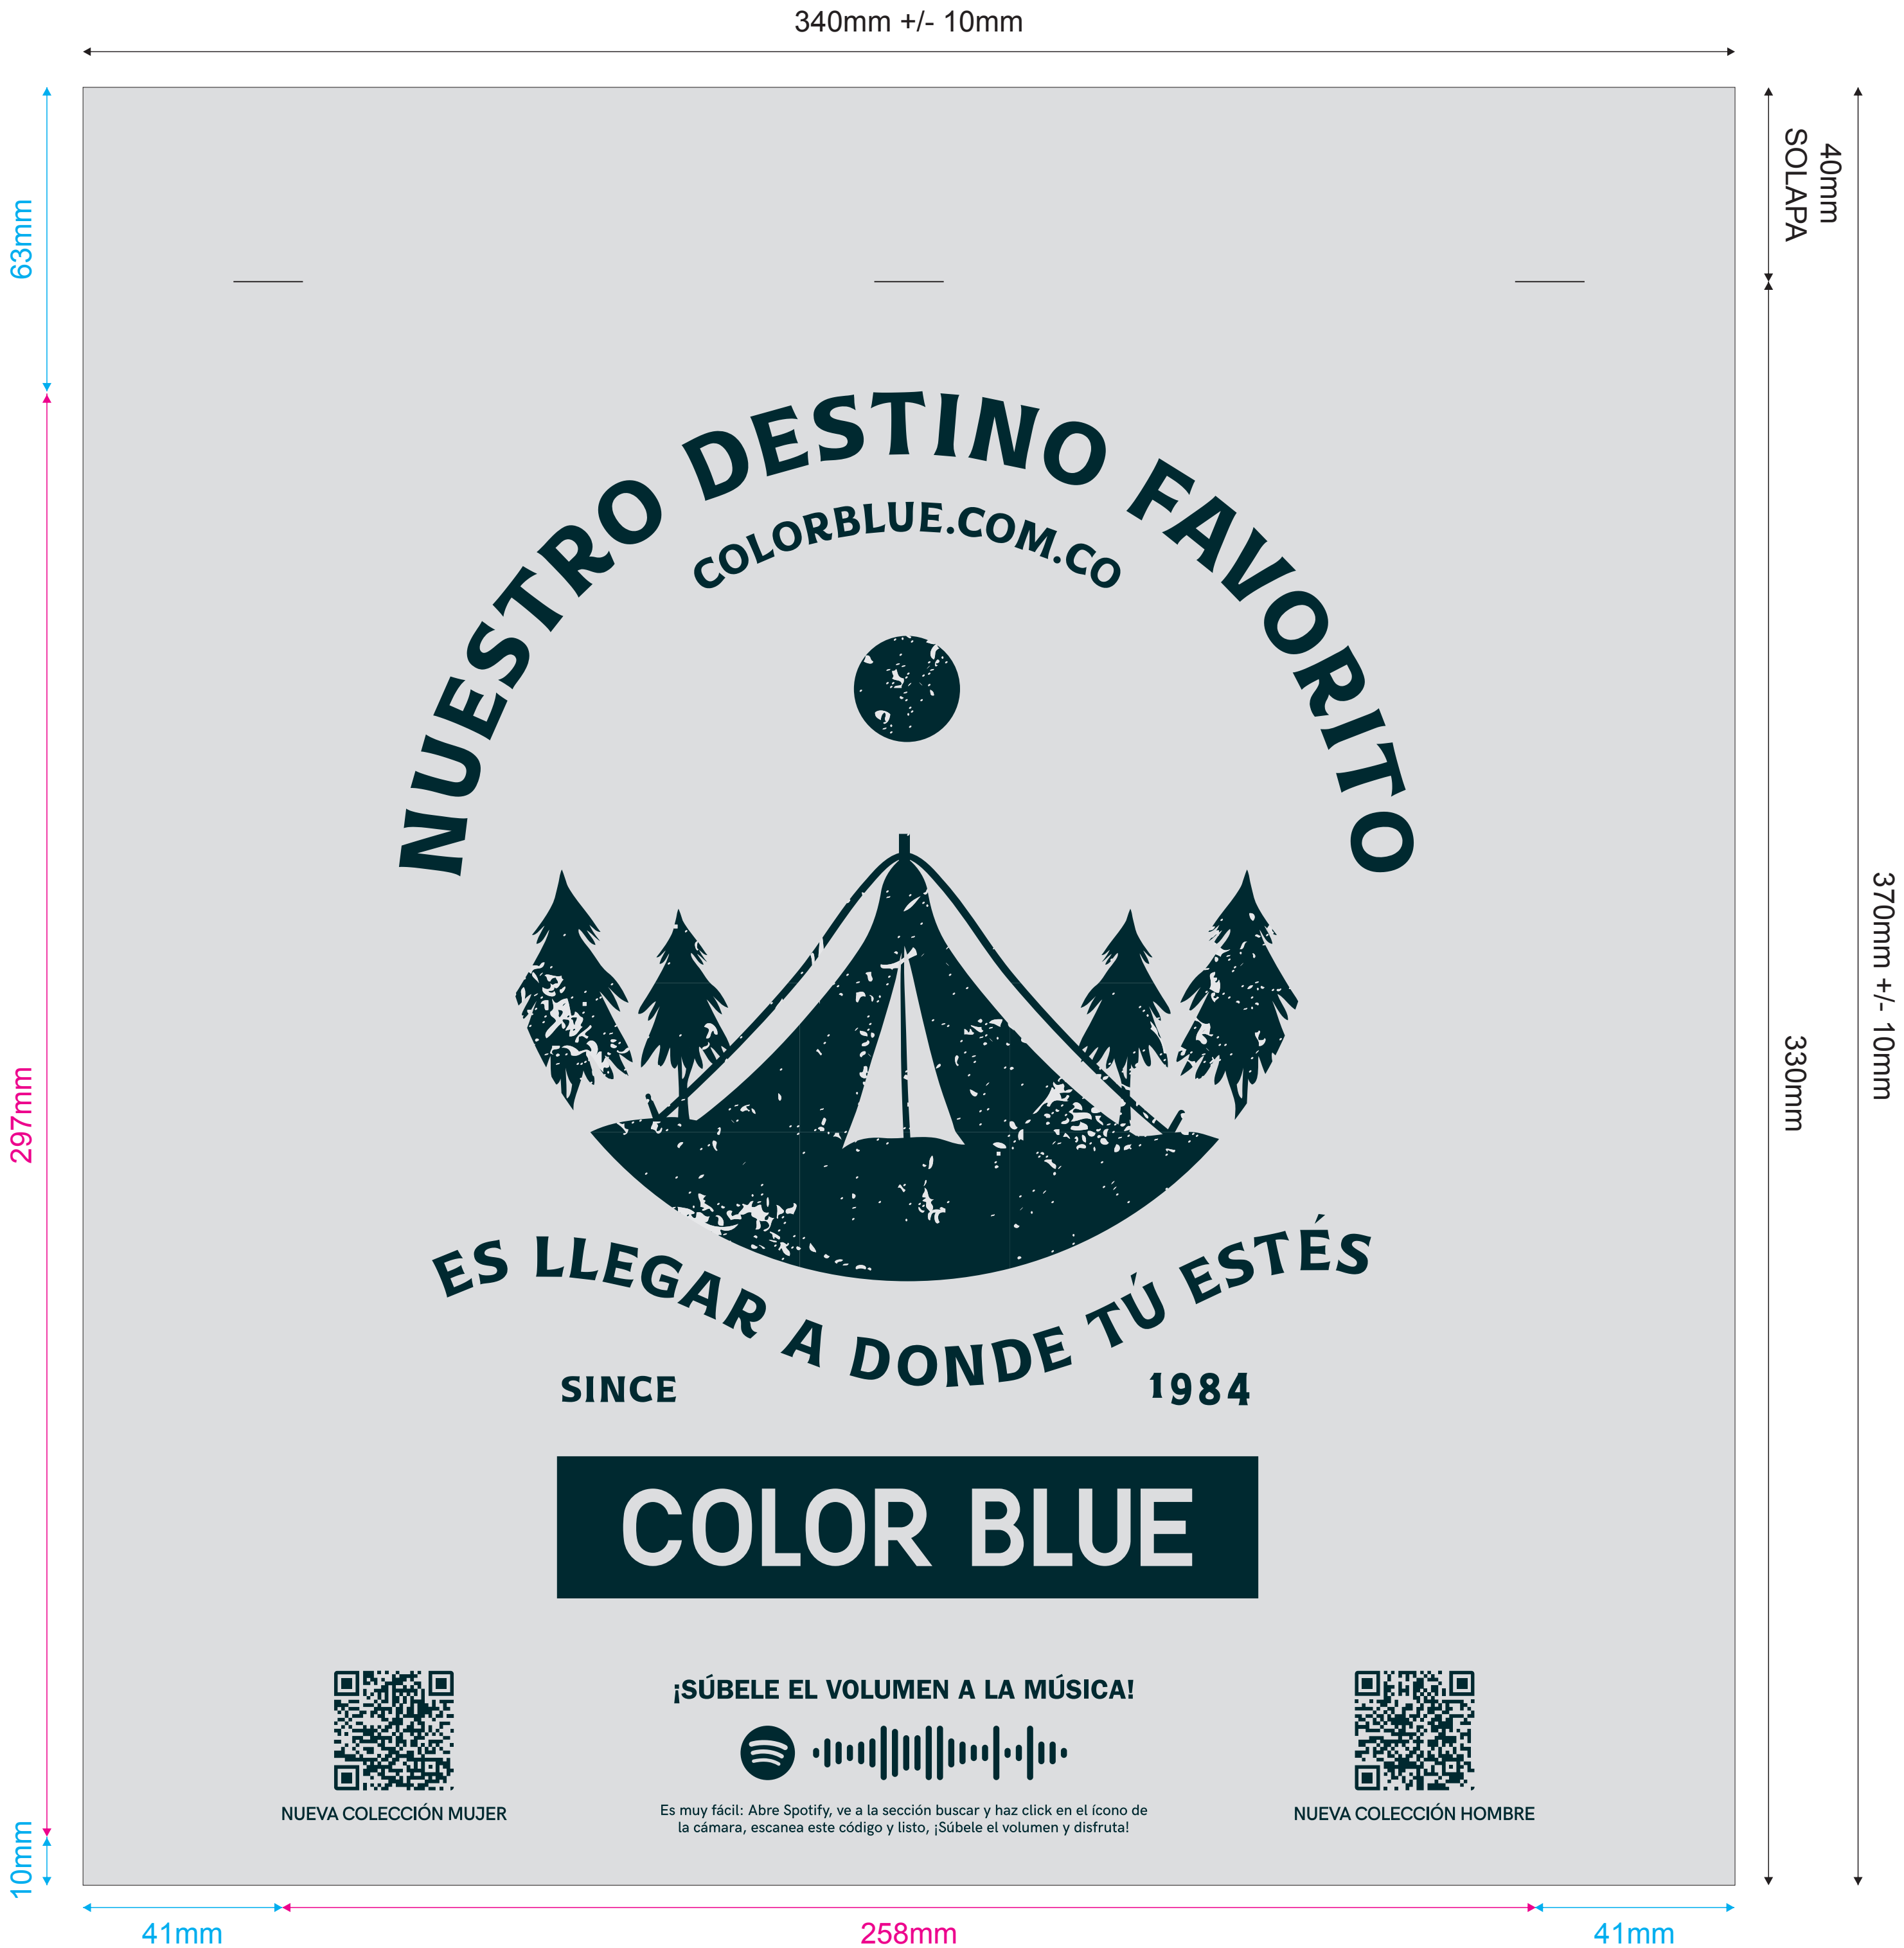 340mm +/- 10mm
63mm
40mm
SOLAPA
NUESTRO DESTINO FAVORITO
COLORBLUE.COM.CO
297mm
330mm
370mm +/- 10mm
ES LLEGAR A DONDE TÚ ESTÉS
SINCE 1984
COLOR BLUE
¡SÚBELE EL VOLUMEN A LA MÚSICA!
NUEVA COLECCIÓN MUJER
Es muy fácil: Abre Spotify, ve a la sección buscar y haz click en el ícono de
la cámara, escanea este código y listo, ¡Súbele el volumen y disfruta!
NUEVA COLECCIÓN HOMBRE
10mm
41mm
258mm
41mm